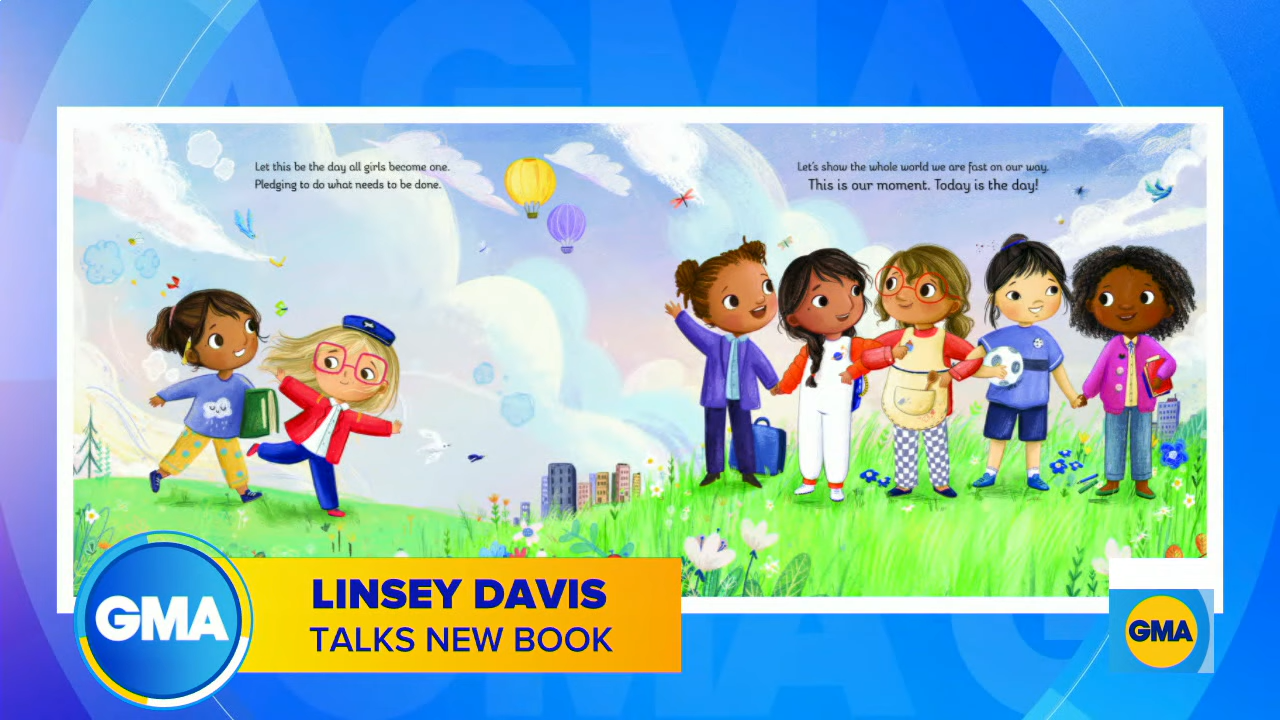 Let this be the day all girls become one.
Pledging to do what needs to be done.
Let's show the whole world we are fast on our way.
This is our moment. Today is the day!
GMA
LINSEY DAVIS
TALKS NEW BOOK
GMA